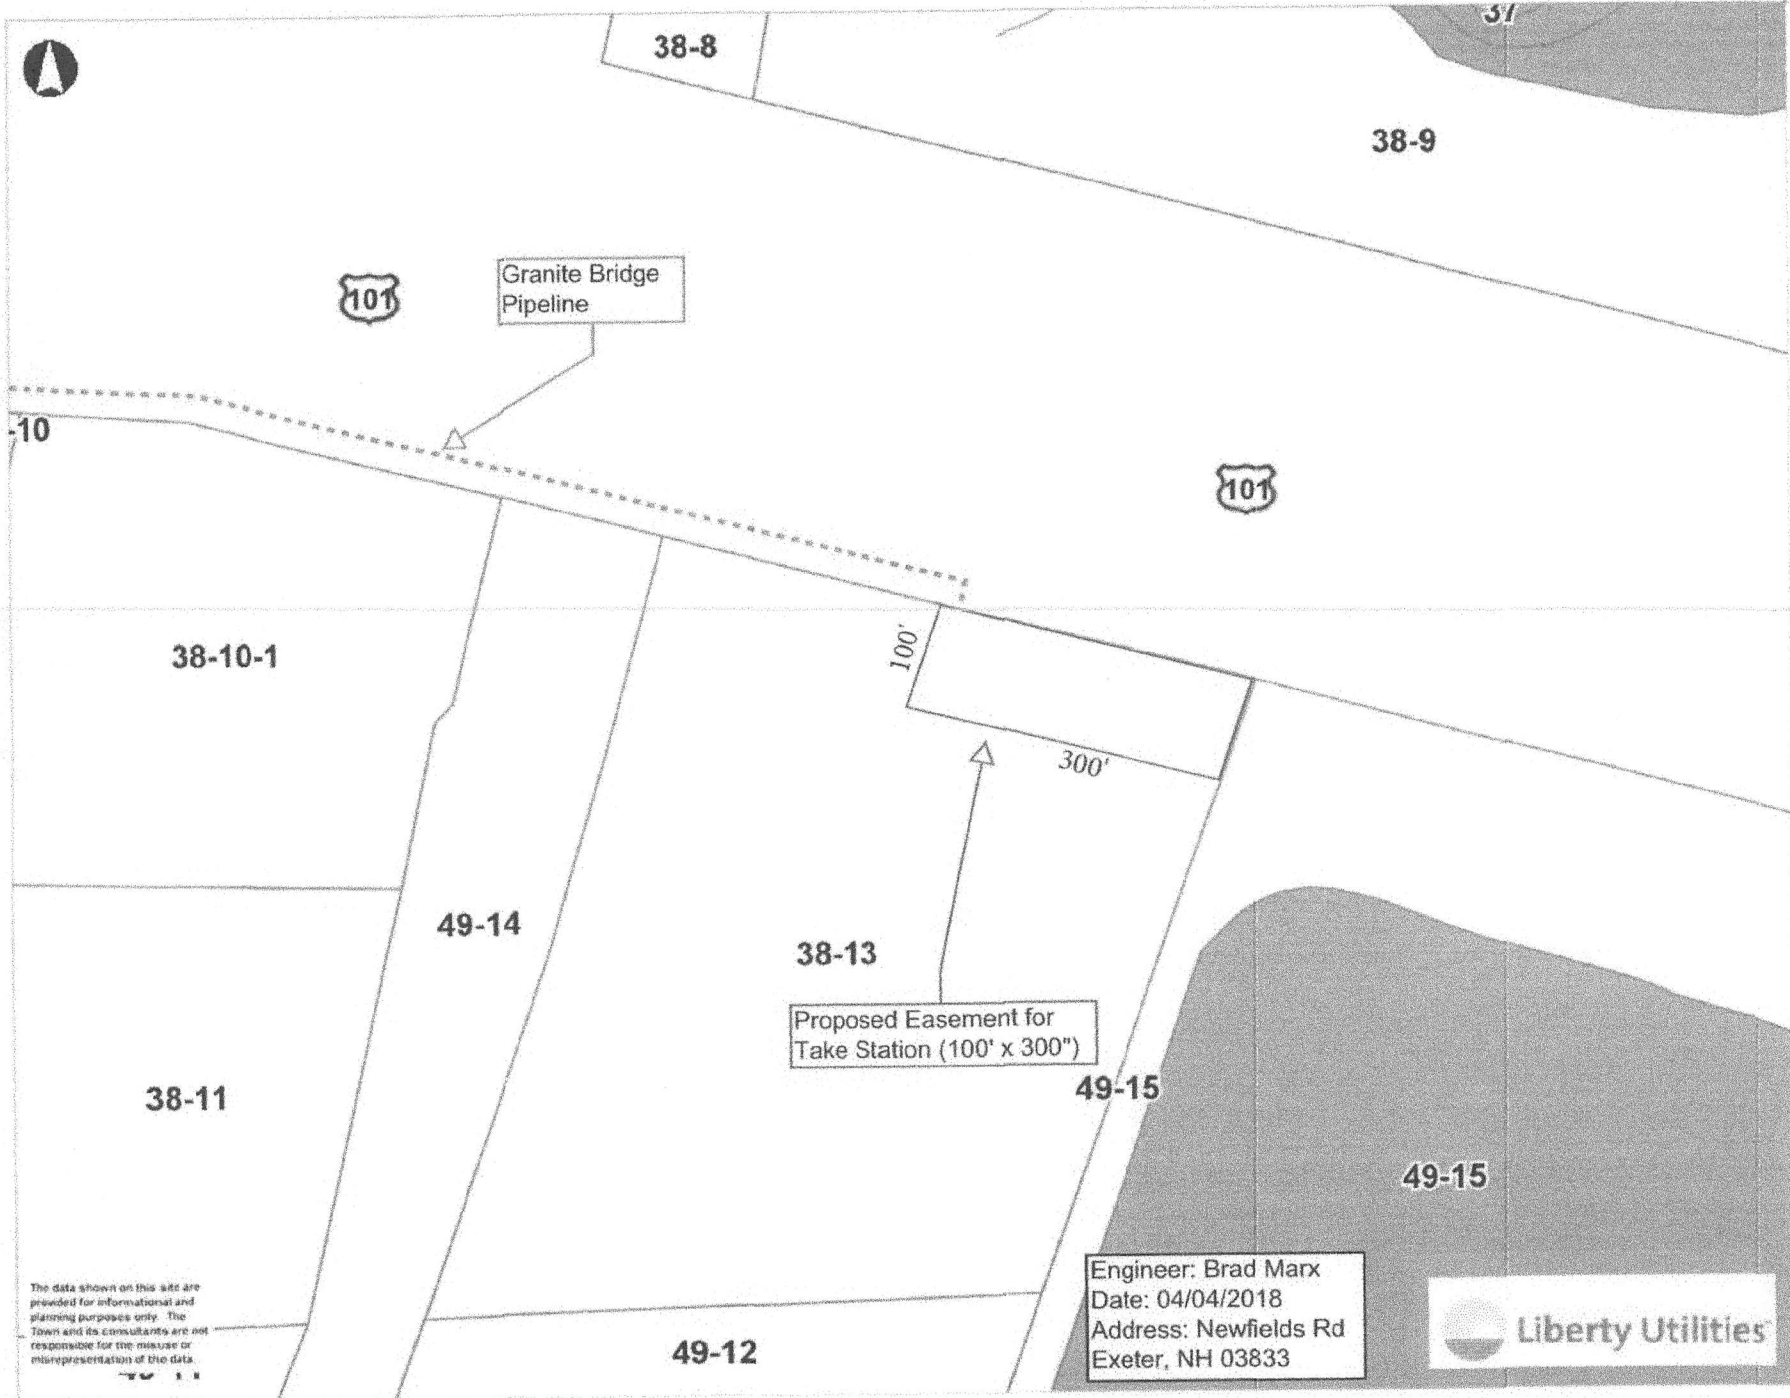 37
38-8
38-9
Granite Bridge
Pipeline
101
-10
101
100'
38-10-1
300'
49-14
38-13
Proposed Easement for
Take Station (100' x 300")
49-15
38-11
49-15
Engineer: Brad Marx
Date: 04/04/2018
Address: Newfields Rd
Exeter, NH 03833
Liberty Utilities
The data shown on this site are
provided for informational and
planning purposes only. The
Town and its consultants are not
responsible for the misuse or
misrepresentation of the data.
49-12